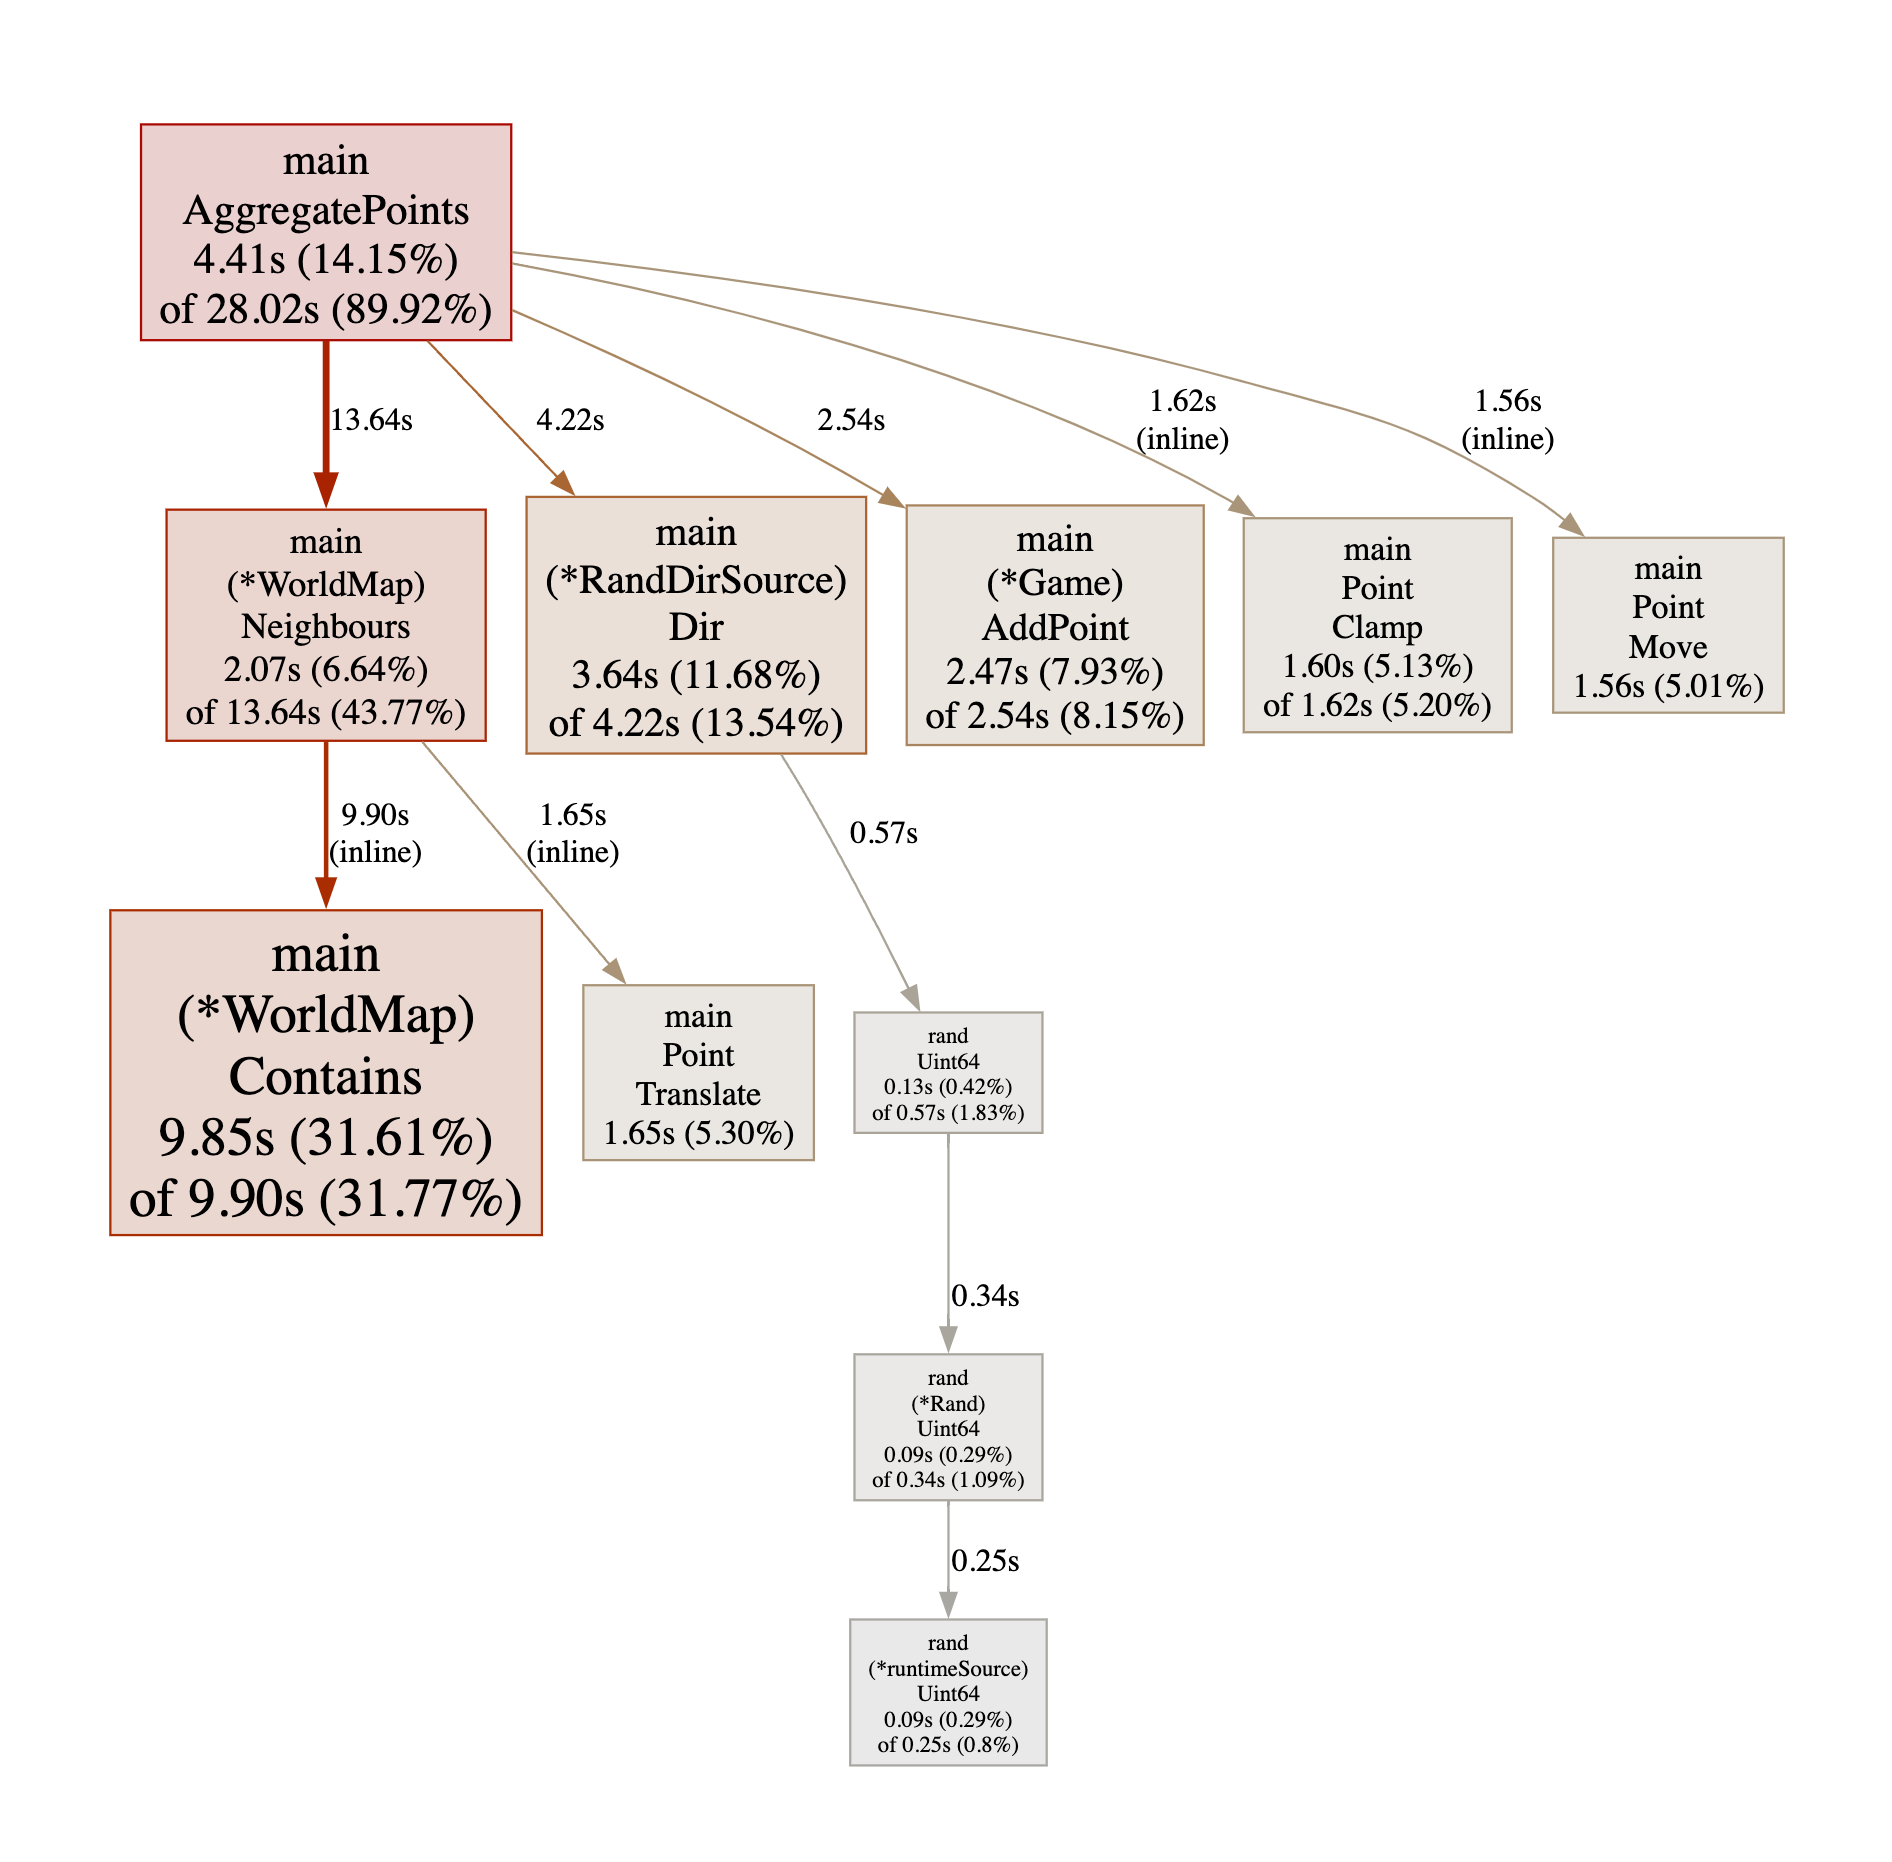 main
AggregatePoints
4.41s (14.15%)
of 28.02s (89.92%)
13.64s
4.22s
2.54s
1.62s
(inline)
1.56s
(inline)
main
(*WorldMap)
Neighbours
2.07s (6.64%)
of 13.64s (43.77%)
main
(*RandDirSource)
Dir
3.64s (11.68%)
of 4.22s (13.54%)
main
(*Game)
AddPoint
2.47s (7.93%)
of 2.54s (8.15%)
main
Point
Clamp
1.60s (5.13%)
of 1.62s (5.20%)
main
Point
Move
1.56s (5.01%)
9.90s
(inline)
1.65s
(inline)
0.57s
main
(*WorldMap)
Contains
9.85s (31.61%)
of 9.90s (31.77%)
main
Point
Translate
1.65s (5.30%)
rand
Uint64
0.13s (0.42%)
of 0.57s (1.83%)
0.34s
rand
(*Rand)
Uint64
0.09s (0.29%)
of 0.34s (1.09%)
0.25s
rand
(*runtimeSource)
Uint64
0.09s (0.29%)
of 0.25s (0.8%)